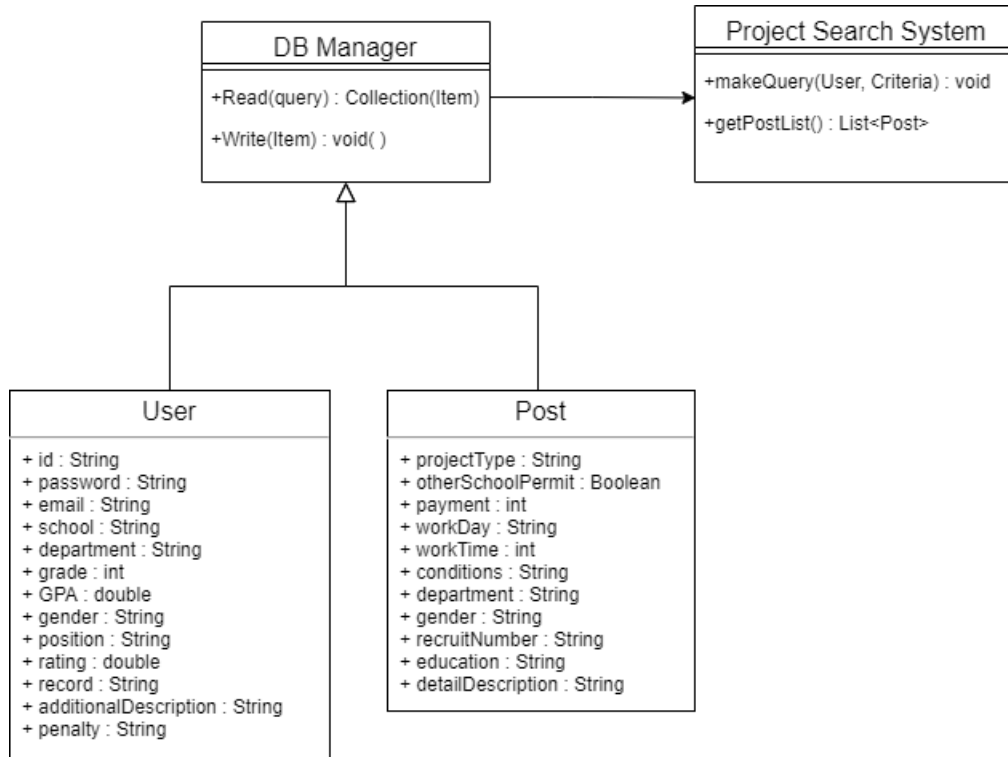 DB Manager
+Read(query) : Collection(Item)
+Write(Item) : void( )
Project Search System
+makeQuery(User, Criteria) : void
+getPostList() : List<Post>
User
+ id : String
+ password : String
+ email : String
+ school : String
+ department : String
+ grade : int
+ GPA : double
+ gender : String
+ position : String
+ rating : double
+ record : String
+ additionalDescription : String
+ penalty : String
Post
+ projectType : String
+ otherSchoolPermit : Boolean
+ payment : int
+ workDay : String
+ workTime : int
+ conditions : String
+ department : String
+ gender : String
+ recruitNumber : String
+ education : String
+ detailDescription : String